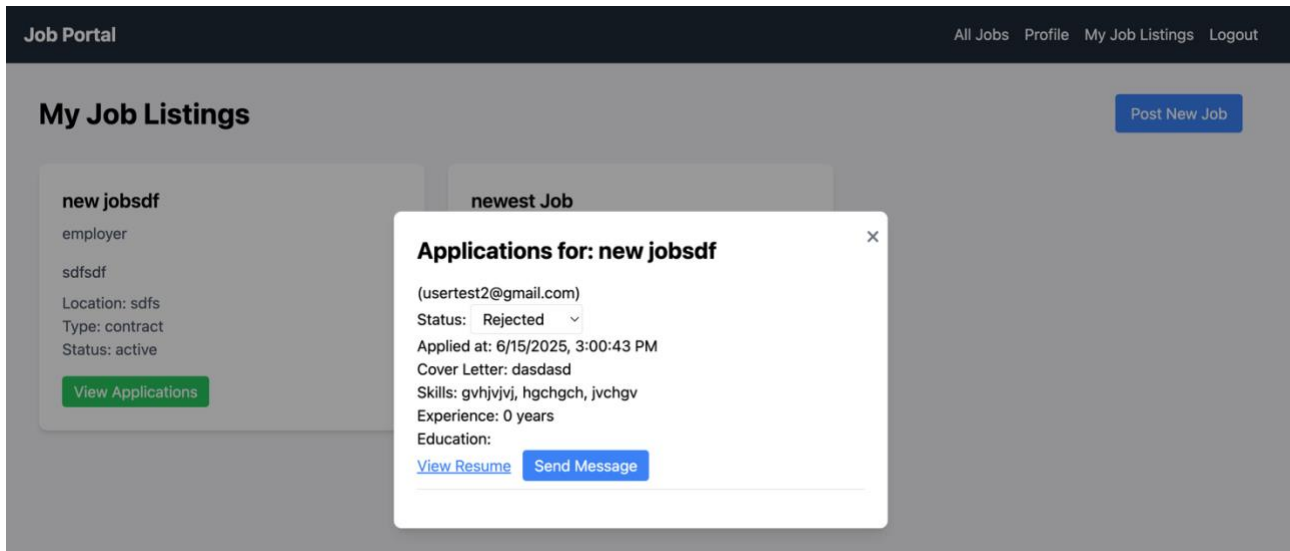 Job Portal
All Jobs Profile My Job Listings Logout
My Job Listings
Post New Job
new jobsdf
employer
sdfsdf
Location: sdfs
Type: contract
Status: active
View Applications
newest Job
Applications for: new jobsdf
×
(usertest2@gmail.com)
Status: Rejected
Applied at: 6/15/2025, 3:00:43 PM
Cover Letter: dasdasd
Skills: gvhjvjvj, hgchgch, jvchgv
Experience: 0 years
Education:
View Resume Send Message